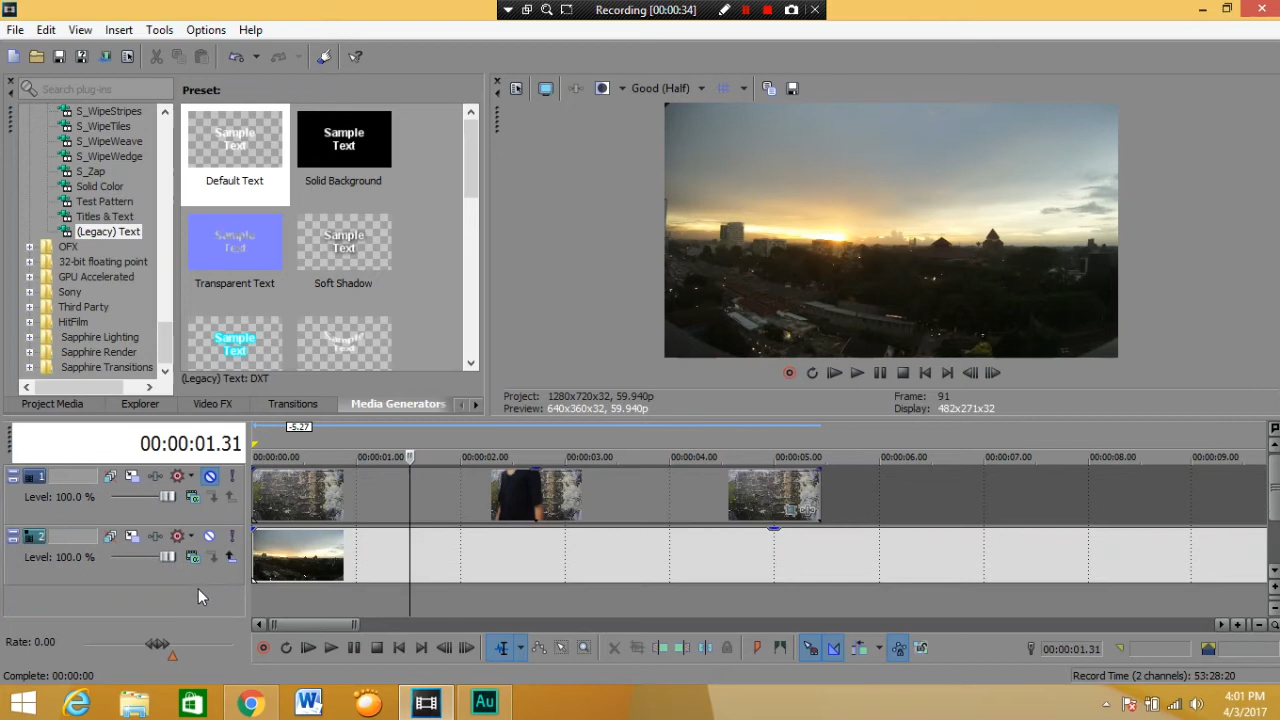 Recording [00:00:34]
File Edit View Insert Tools Options Help
Search plug-ins
S_WipeStripes
S_WipeTiles
S_WipeWeave
S_WipeWedge
S_Zap
Solid Color
Test Pattern
Titles & Text
(Legacy) Text
OFX
32-bit floating point
GPU Accelerated
Sony
Third Party
HitFilm
Sapphire Lighting
Sapphire Render
Sapphire Transitions
Preset:
Sample
Text
Default Text
Sample
Text
Solid Background
Sample
Text
Transparent Text
Sample
Text
Soft Shadow
Sample
Text
Sample
Text
(Legacy) Text: DXT
Project Media Explorer Video FX Transitions Media Generators
Good (Half)
Project: 1280x720x32, 59.940p
Preview: 640x360x32, 59.940p
Frame: 91
Display: 482x271x32
00:00:01.31
-5.27
00:00:00.00 00:00:01.00 00:00:02.00 00:00:03.00 00:00:04.00 00:00:05.00 00:00:06.00 00:00:07.00 00:00:08.00 00:00:09.00
1
Level: 100.0 %
2
Level: 100.0 %
Rate: 0.00
00:00:01.31
Complete: 00:00:00
Record Time (2 channels): 53:28:20
Au
4:01 PM
4/3/2017